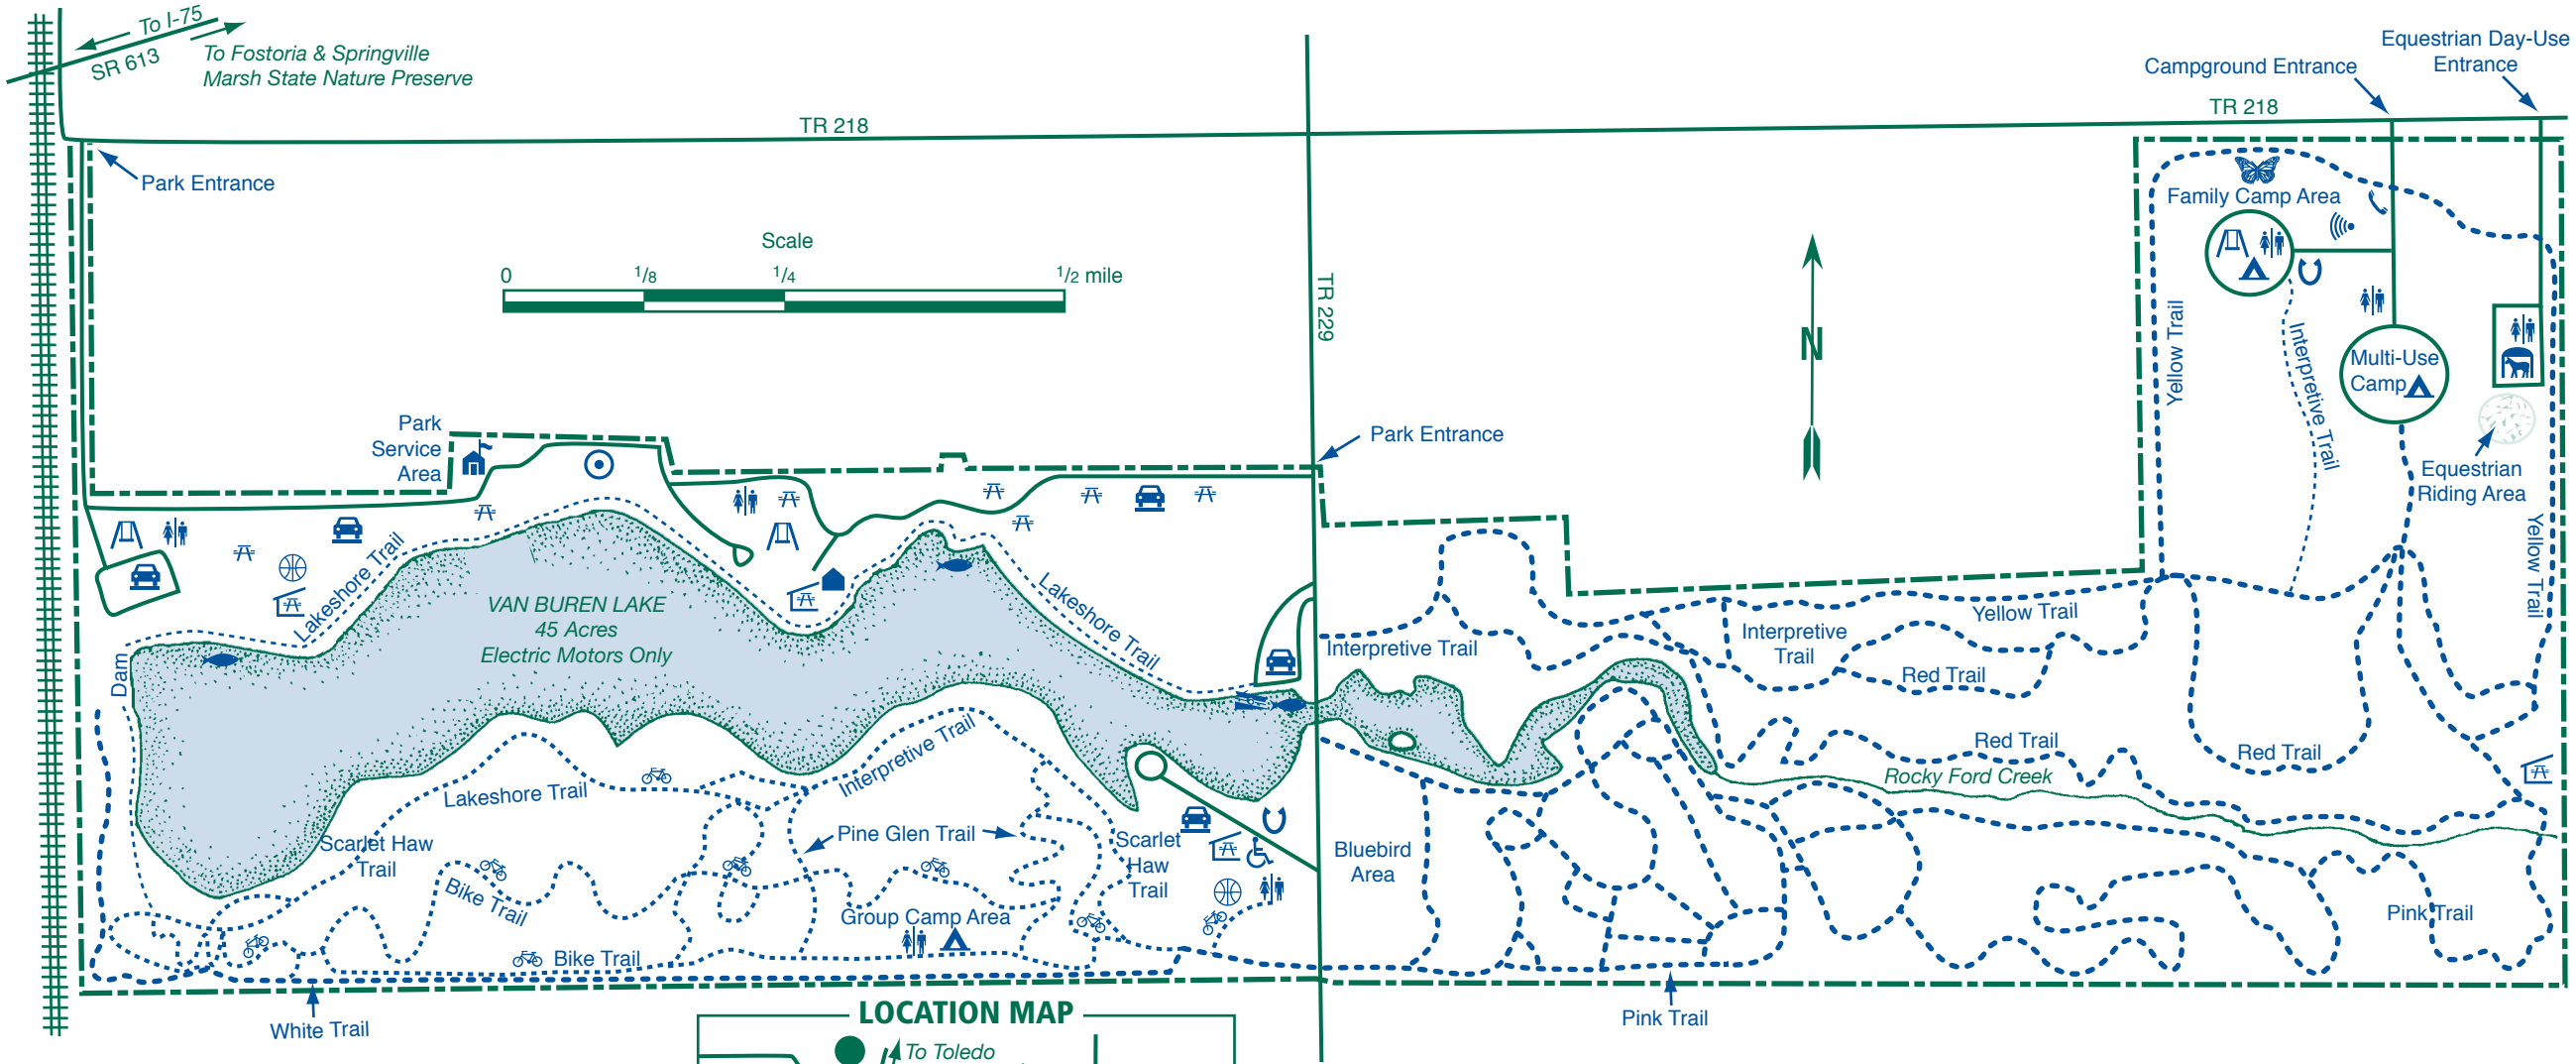 To I-75
SR 613
To Fostoria & Springville
Marsh State Nature Preserve
TR 218
Park Entrance
Scale
0
1/8
1/4
1/2 mile
TR 229
N
Campground Entrance
Equestrian Day-Use
Entrance
TR 218
Family Camp Area
Yellow Trail
Interpretive Trail
Multi-Use
Camp
Equestrian
Riding Area
Yellow Trail
Park Entrance
Park
Service
Area
Lakeshore Trail
VAN BUREN LAKE
45 Acres
Electric Motors Only
Lakeshore Trail
Dam
Interpretive Trail
Interpretive
Trail
Yellow Trail
Red Trail
Red Trail
Red Trail
Rocky Ford Creek
Lakeshore Trail
Interpretive Trail
Pine Glen Trail
Scarlet Haw
Trail
Bike Trail
Group Camp Area
Bike Trail
Scarlet
Haw
Trail
Bluebird
Area
Pink Trail
White Trail
Pink Trail
LOCATION MAP
To Toledo